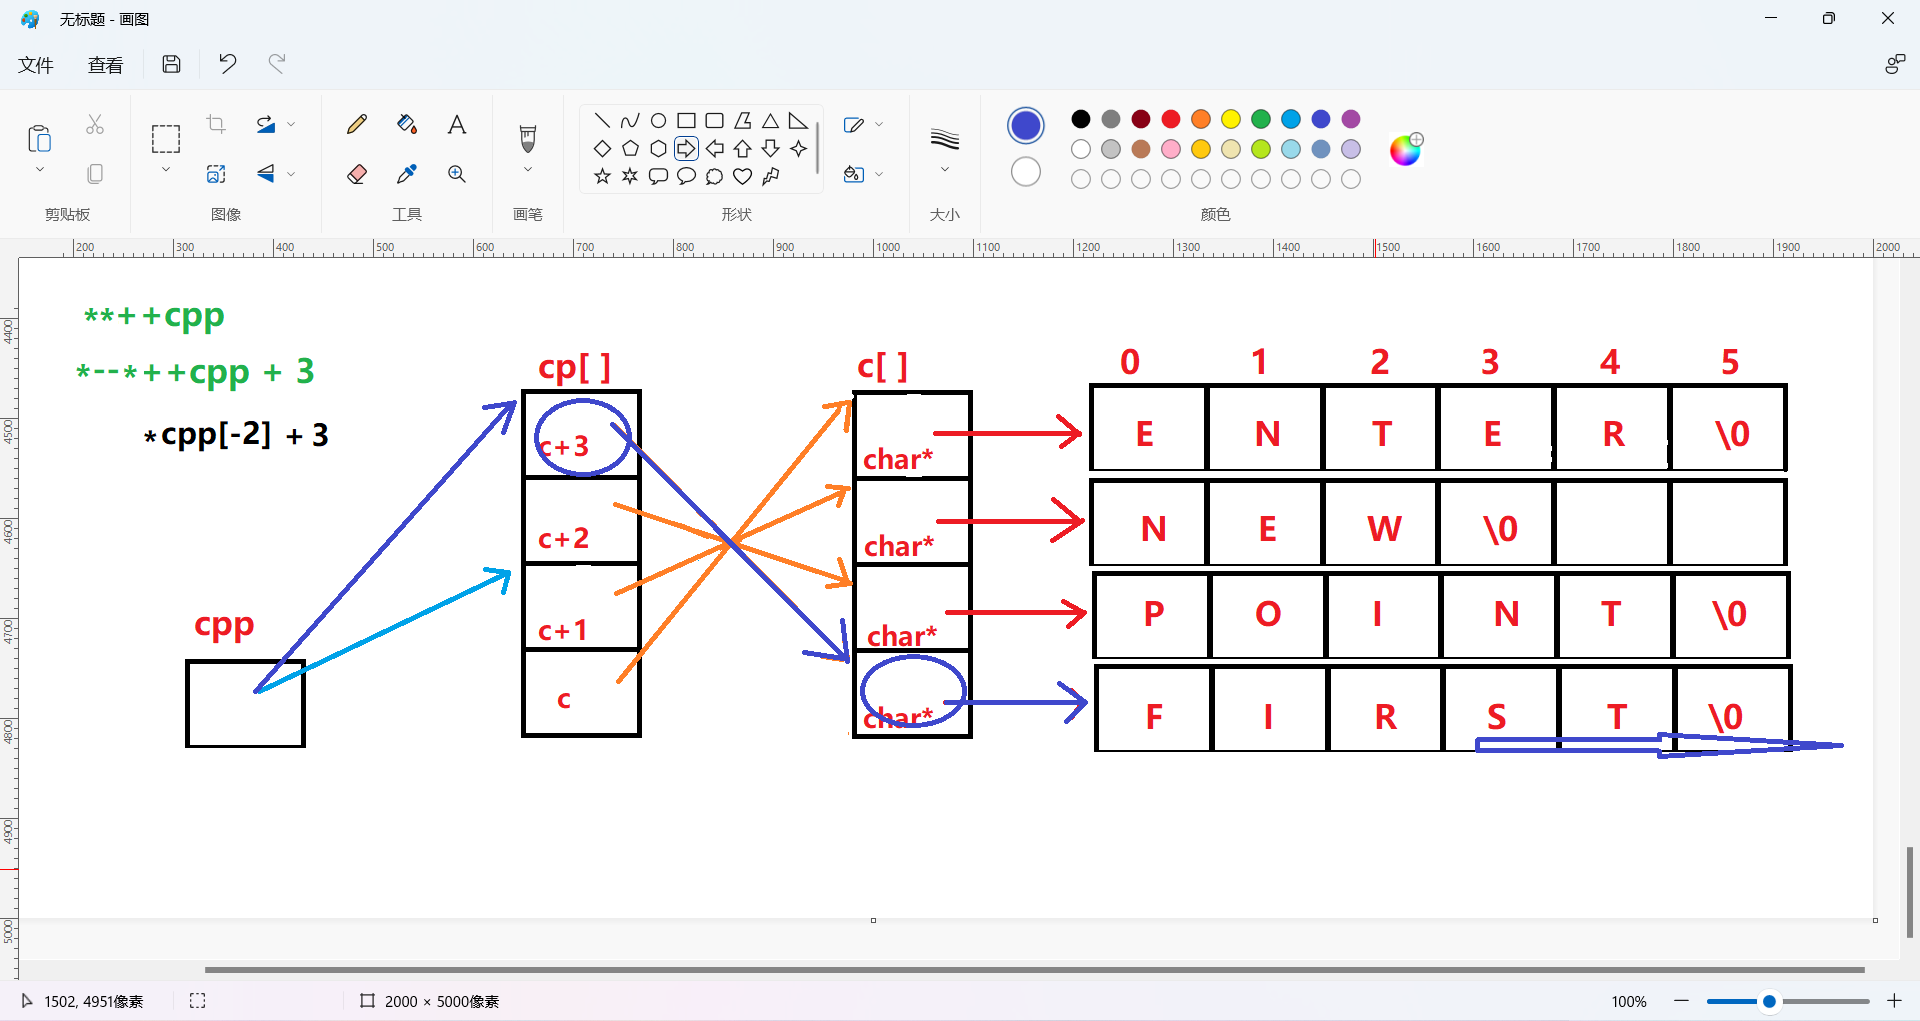 无标题 - 画图
文件 查看
剪贴板 图像 工具 画笔 形状 大小 颜色
200 300 400 500 600 700 800 900 1000 1100 1200 1300 1400 1500 1600 1700 1800 1900 2000
4400
4500
4600
4700
4800
4900
5000
**++cpp
*--*++cpp + 3
*cpp[-2] + 3
cpp
cp[ ]
c+3
c+2
c+1
c
c[ ]
char*
char*
char*
char*
0 1 2 3 4 5
E N T E R \0
N E W \0
P O I N T \0
F I R S T \0
1502, 4951像素
2000 × 5000像素
100%